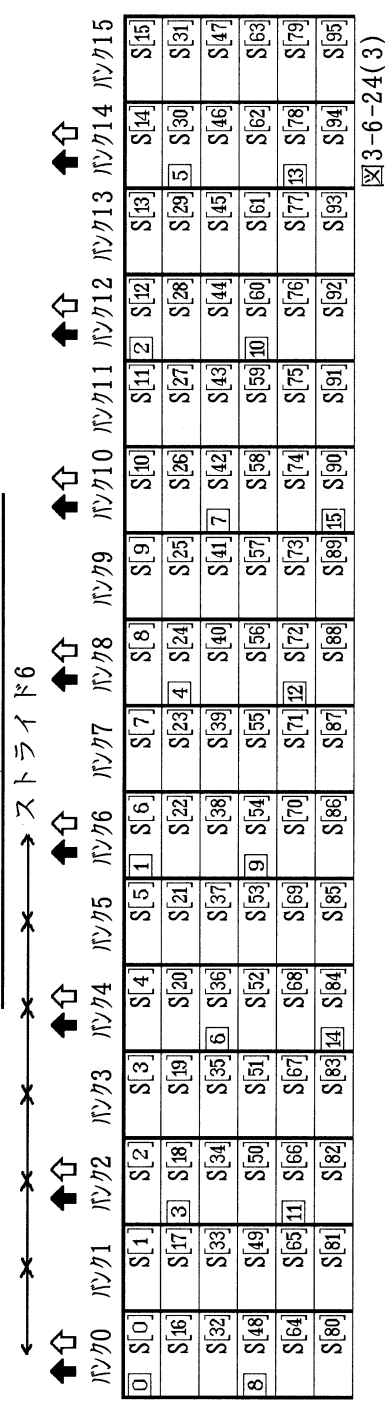 ストライド6
バンク0 バンク1 バンク2 バンク3 バンク4 バンク5 バンク6 バンク7 バンク8 バンク9 バンク10 バンク11 バンク12 バンク13 バンク14 バンク15
0 S[0] S[1] S[2] S[3] S[4] S[5] 1 S[6] S[7] S[8] S[9] S[10] S[11] 2 S[12] S[13] S[14] S[15]
S[16] S[17] 3 S[18] S[19] S[20] S[21] S[22] S[23] 4 S[24] S[25] S[26] S[27] S[28] S[29] 5 S[30] S[31]
S[32] S[33] S[34] S[35] 6 S[36] S[37] S[38] S[39] S[40] S[41] 7 S[42] S[43] S[44] S[45] S[46] S[47]
8 S[48] S[49] S[50] S[51] S[52] S[53] 9 S[54] S[55] S[56] S[57] S[58] S[59] 10 S[60] S[61] S[62] S[63]
S[64] S[65] 11 S[66] S[67] S[68] S[69] S[70] S[71] 12 S[72] S[73] S[74] S[75] S[76] S[77] 13 S[78] S[79]
S[80] S[81] S[82] S[83] 14 S[84] S[85] S[86] S[87] S[88] S[89] 15 S[90] S[91] S[92] S[93] S[94] S[95]
図3-6-24(3)